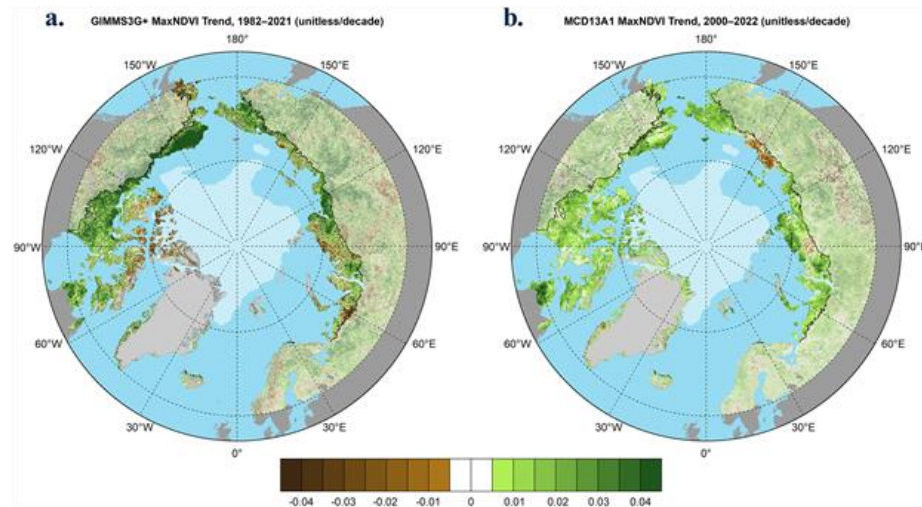 a. GIMMS3G+ MaxNDVI Trend, 1982–2021 (unitless/decade)
b. MCD13A1 MaxNDVI Trend, 2000–2022 (unitless/decade)
180°
150°W 150°E
120°W 120°E
90°W 90°E
60°W 60°E
30°W 30°E
0°
180°
150°W 150°E
120°W 120°E
90°W 90°E
60°W 60°E
30°W 30°E
0°
-0.04 -0.03 -0.02 -0.01 0 0.01 0.02 0.03 0.04